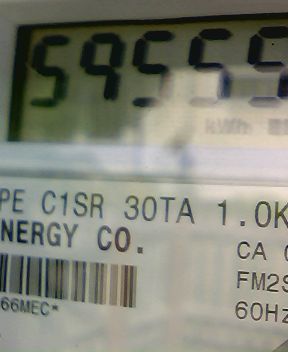 59555
kWh
PE C1SR 30TA 1.0K
NERGY CO.
CA
FM2S
66MEC*
60Hz